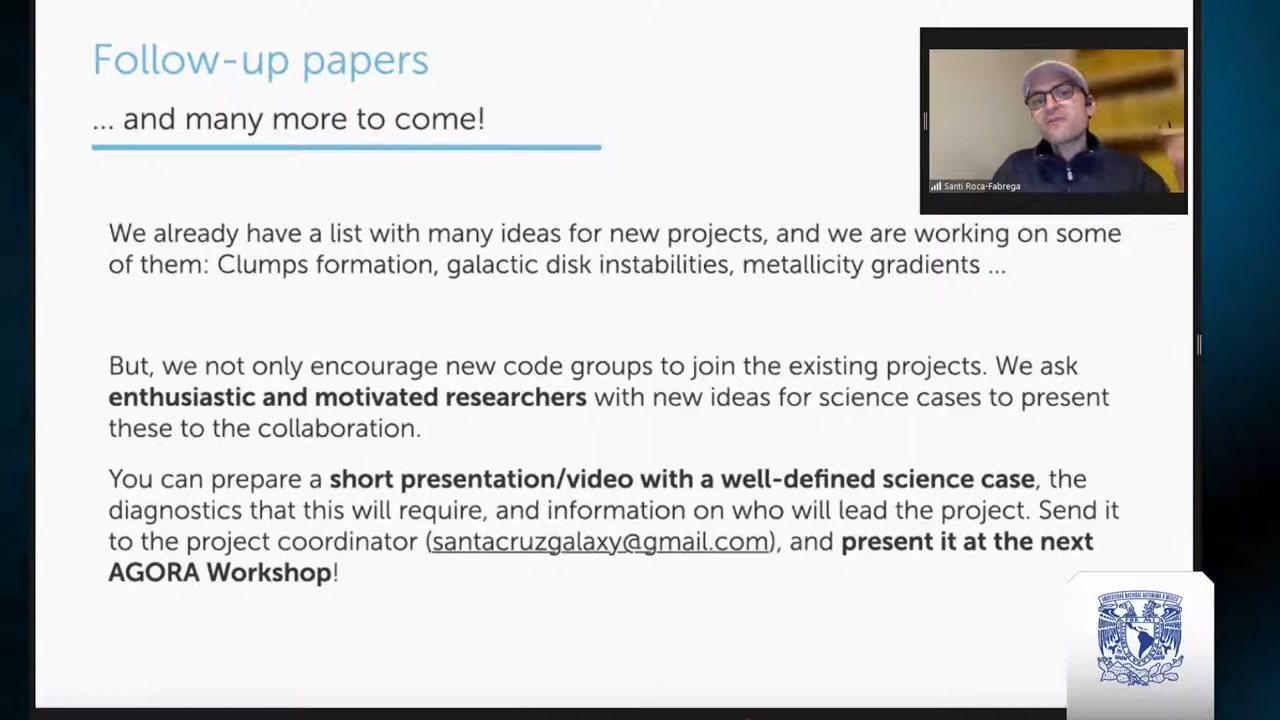 Follow-up papers
... and many more to come!
Santi Roca-Fabrega
We already have a list with many ideas for new projects, and we are working on some
of them: Clumps formation, galactic disk instabilities, metallicity gradients ...
But, we not only encourage new code groups to join the existing projects. We ask
enthusiastic and motivated researchers with new ideas for science cases to present
these to the collaboration.
You can prepare a short presentation/video with a well-defined science case, the
diagnostics that this will require, and information on who will lead the project. Send it
to the project coordinator (santacruzgalaxy@gmail.com), and present it at the next
AGORA Workshop!